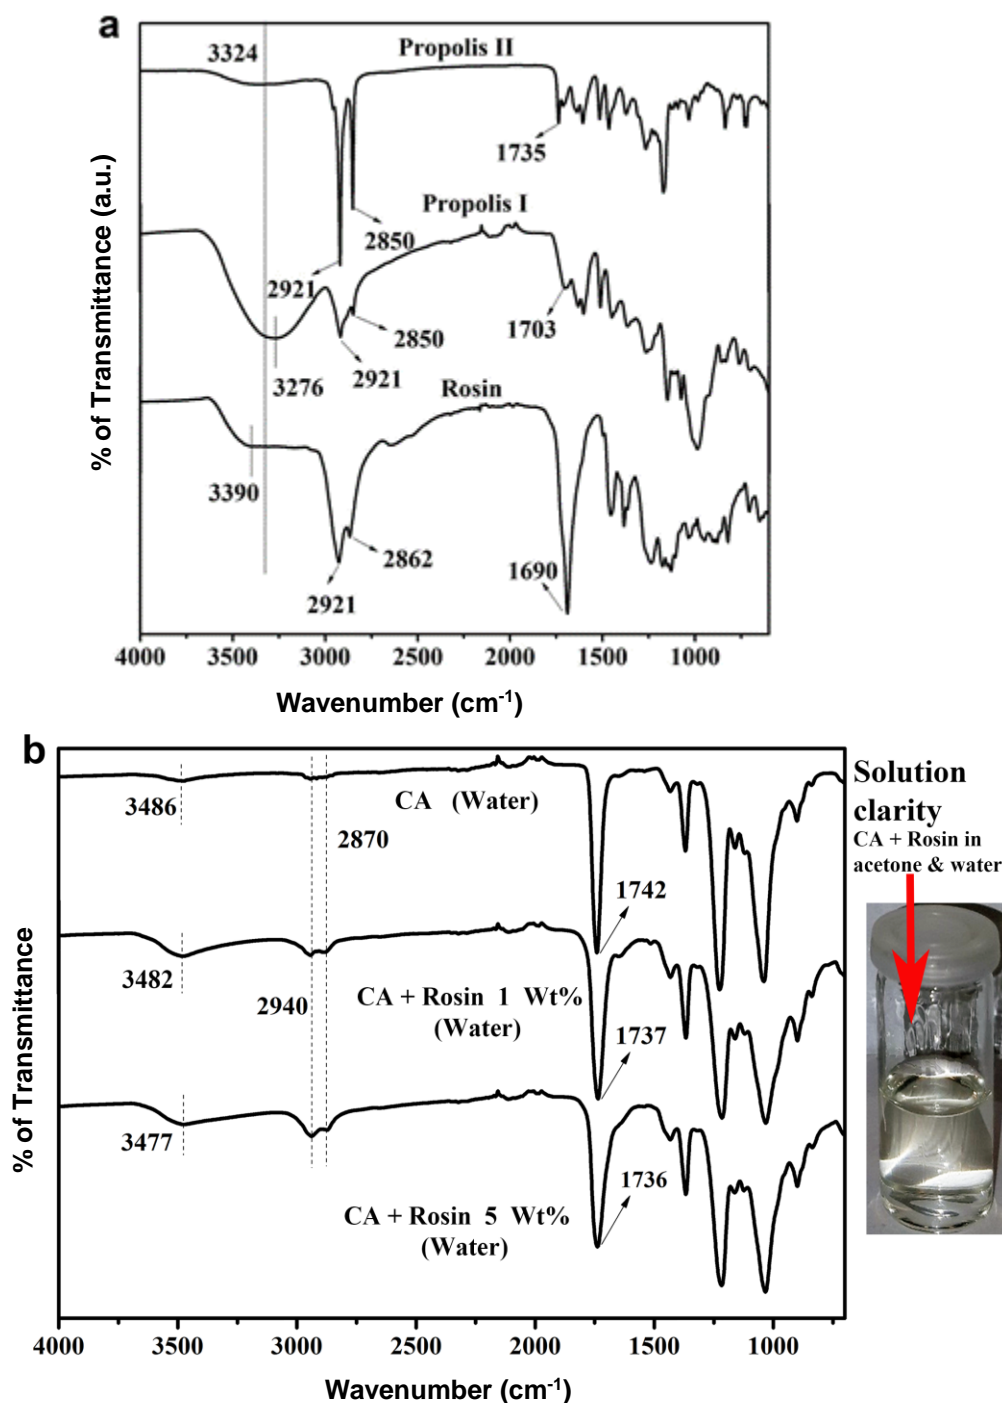 a
3324
Propolis II
1735
Propolis I
2850
2921
2850
1703
2921
3276
Rosin
3390
2862
2921
1690
% of Transmittance (a.u.)
4000 3500 3000 2500 2000 1500 1000
Wavenumber (cm⁻¹)
b
3486
CA (Water)
2870
1742
3482
2940
CA + Rosin 1 Wt%
(Water)
1737
3477
1736
CA + Rosin 5 Wt%
(Water)
% of Transmittance
4000 3500 3000 2500 2000 1500 1000
Wavenumber (cm⁻¹)
Solution
clarity
CA + Rosin in
acetone & water